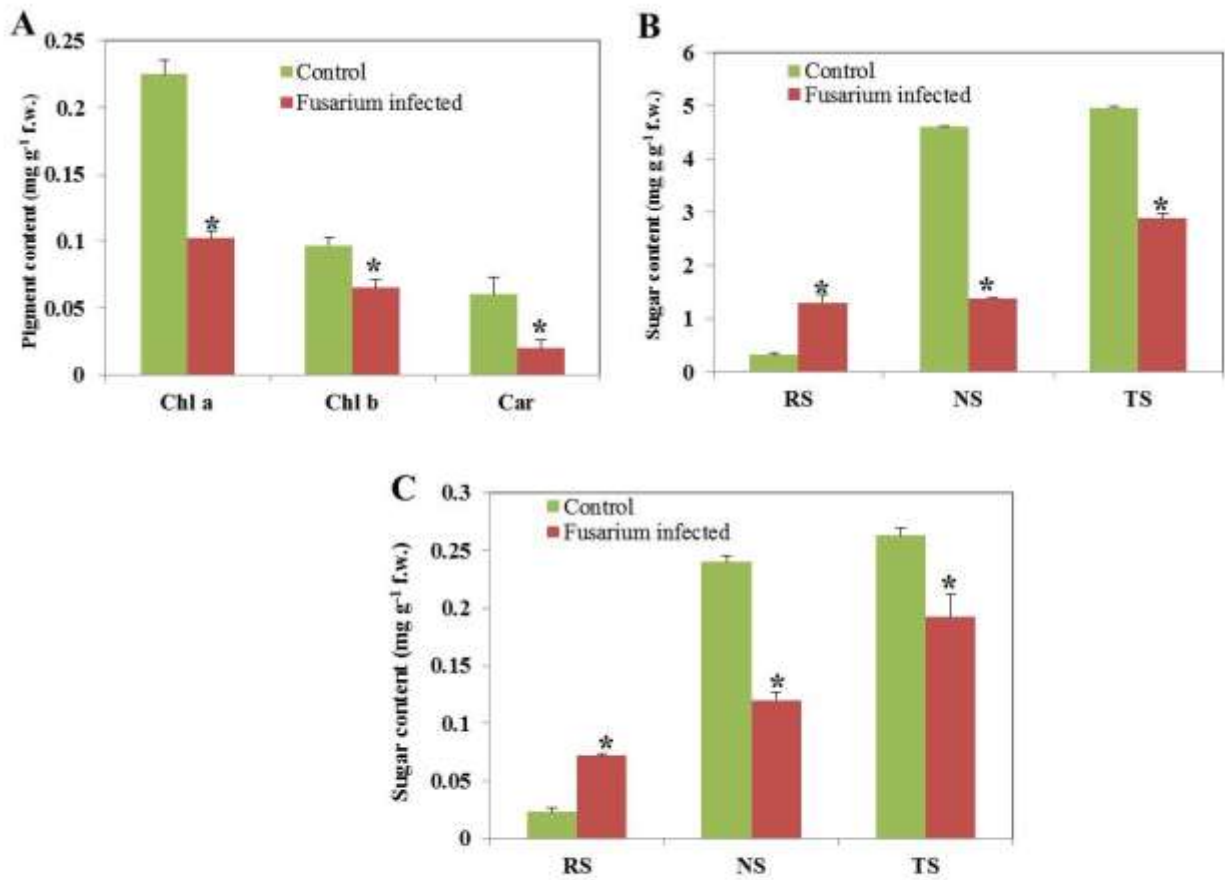 A
Pigment content (mg g-1 f.w.)
0.25
0.2
0.15
0.1
0.05
0
Control
Fusarium infected
*
*
*
Chl a Chl b Car
B
Sugar content (mg g g-1 f.w.)
6
5
4
3
2
1
0
Control
Fusarium infected
*
*
*
RS NS TS
C
Sugar content (mg g-1 f.w.)
0.3
0.25
0.2
0.15
0.1
0.05
0
Control
Fusarium infected
*
*
*
RS NS TS